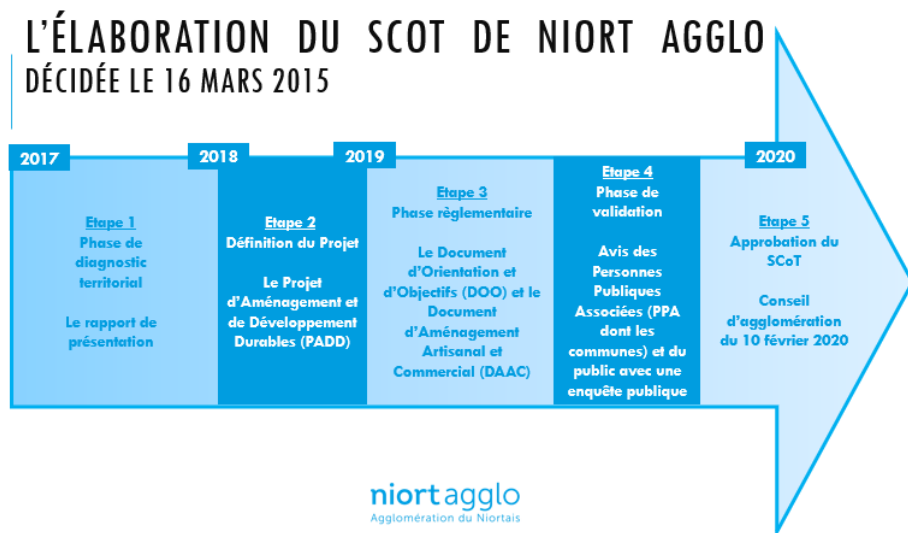 L'ÉLABORATION DU SCOT DE NIORT AGGLO
DÉCIDÉE LE 16 MARS 2015
2017
2018
2019
2020
Etape 1
Phase de
diagnostic
territorial
Le rapport de
présentation
Etape 2
Définition du Projet
Le Projet
d'Aménagement et
de Développement
Durables (PADD)
Etape 3
Phase règlementaire
Le Document
d'Orientation et
d'Objectifs (DOO) et le
Document
d'Aménagement
Artisanal et
Commercial (DAAC)
Etape 4
Phase de
validation
Avis des
Personnes
Publiques
Associées (PPA
dont les
communes) et du
public avec une
enquête publique
Etape 5
Approbation du
SCoT
Conseil
d'agglomération
du 10 février 2020
niortagglo
Agglomération du Niortais